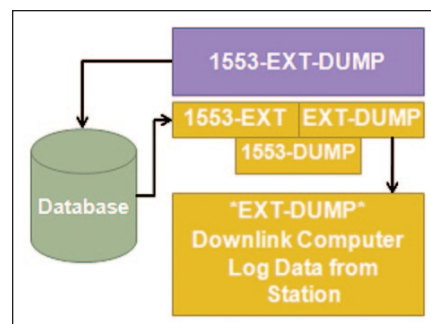 1553-EXT-DUMP
1553-EXT
EXT-DUMP
1553-DUMP
Database
"EXT-DUMP"
Downlink Computer
Log Data from
Station